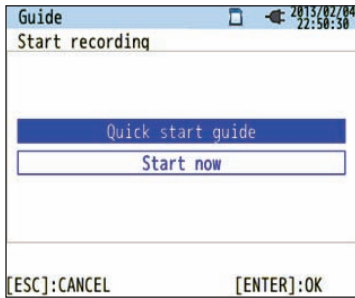 Guide 2013/02/04
22:50:30
Start recording
Quick start guide
Start now
[ESC]:CANCEL [ENTER]:OK